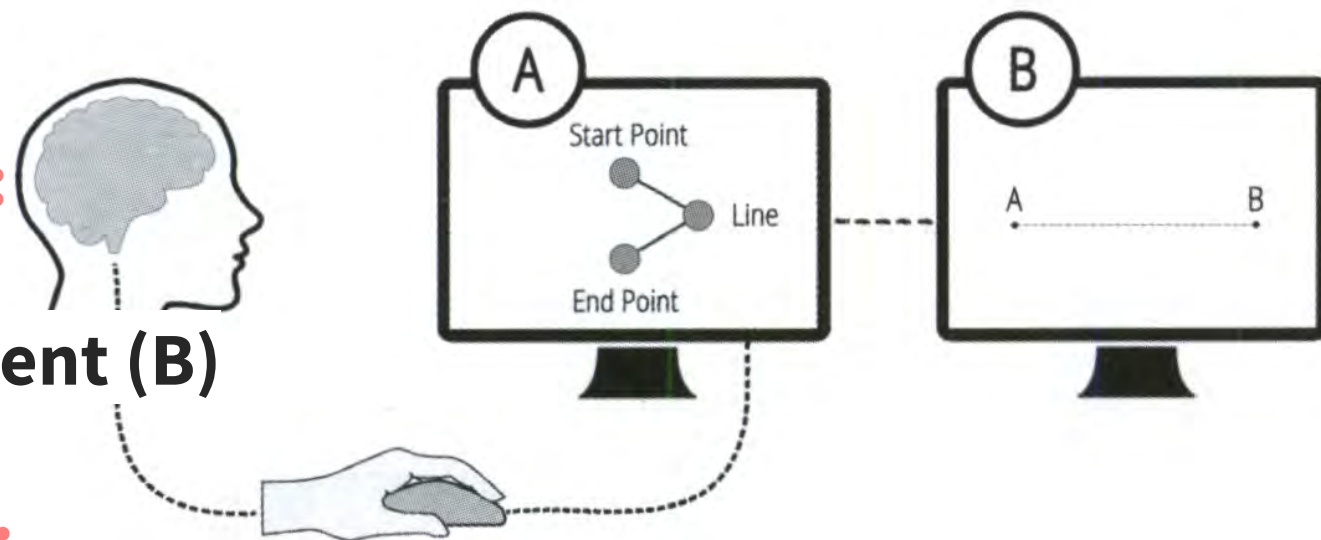 A
B
Start Point
Line
End Point
A
B
ent (B)